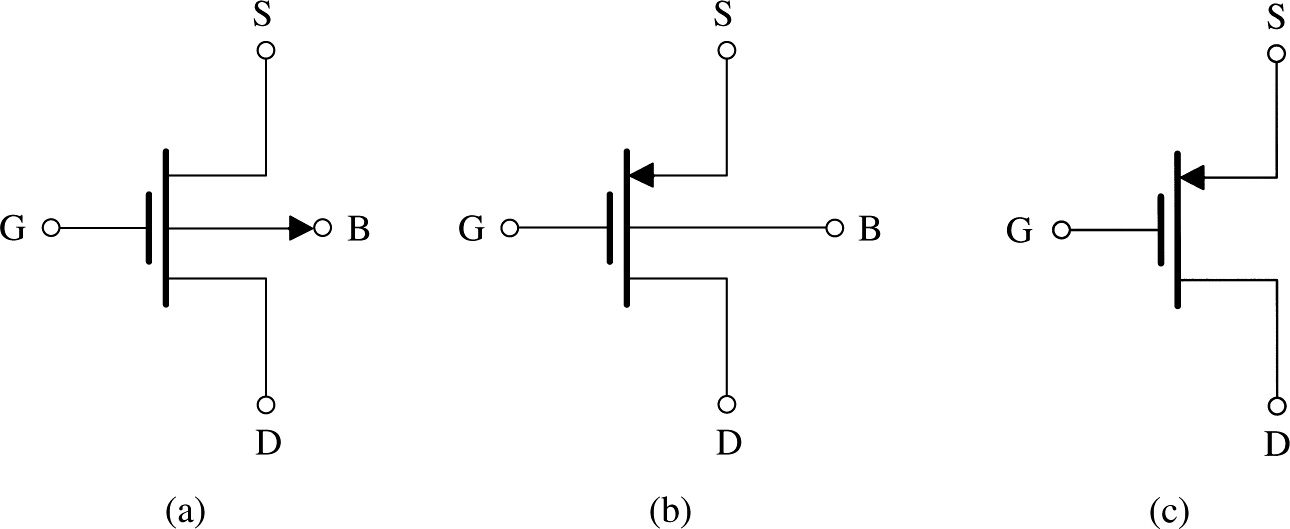 S S S
G B G B G
D D D
(a) (b) (c)